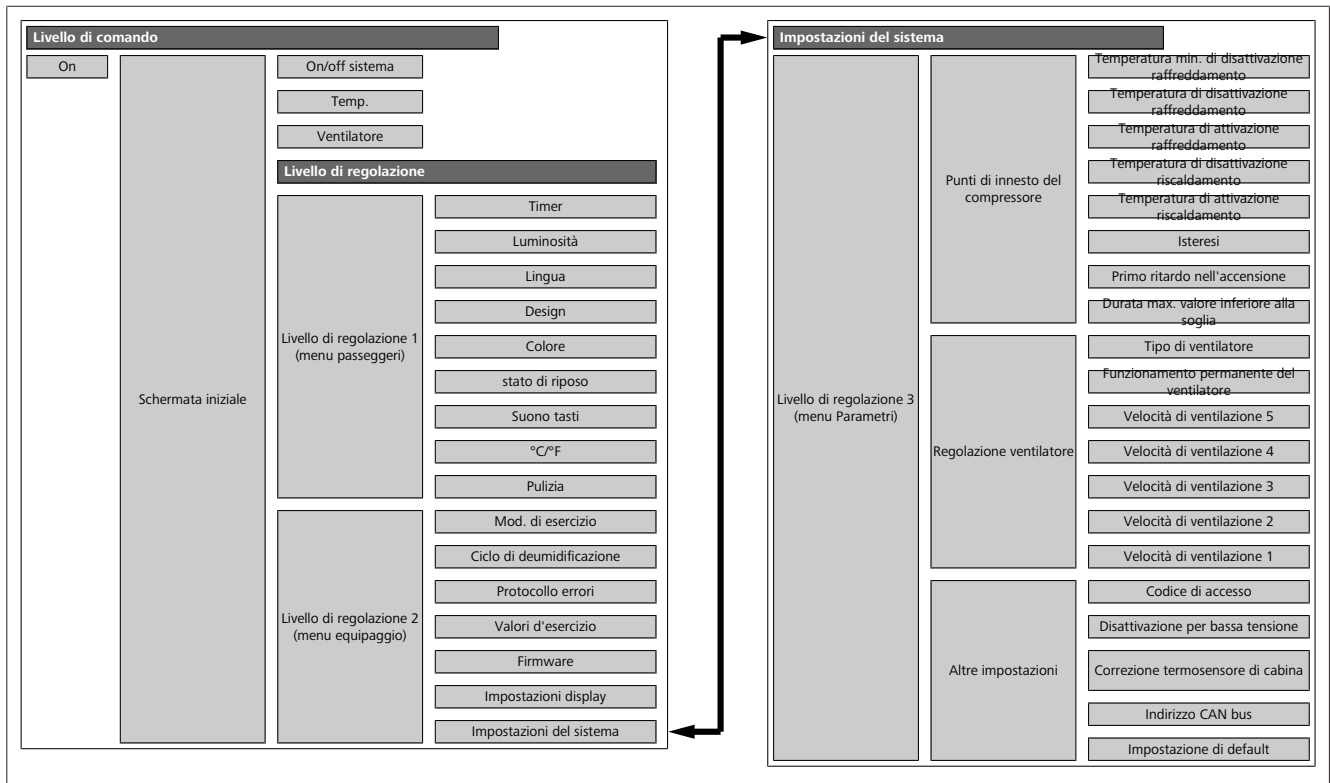 Livello di comando
On
Schermata iniziale
On/off sistema
Temp.
Ventilatore
Livello di regolazione
Livello di regolazione 1
(menu passeggeri)
Timer
Luminosità
Lingua
Design
Colore
stato di riposo
Suono tasti
°C/°F
Pulizia
Livello di regolazione 2
(menu equipaggio)
Mod. di esercizio
Ciclo di deumidificazione
Protocollo errori
Valori d'esercizio
Firmware
Impostazioni display
Impostazioni del sistema
Impostazioni del sistema
Livello di regolazione 3
(menu Parametri)
Punti di innesto del
compressore
Temperatura min. di disattivazione
raffreddamento
Temperatura di disattivazione
raffreddamento
Temperatura di attivazione
raffreddamento
Temperatura di disattivazione
riscaldamento
Temperatura di attivazione
riscaldamento
Isteresi
Primo ritardo nell'accensione
Durata max. valore inferiore alla
soglia
Regolazione ventilatore
Tipo di ventilatore
Funzionamento permanente del
ventilatore
Velocità di ventilazione 5
Velocità di ventilazione 4
Velocità di ventilazione 3
Velocità di ventilazione 2
Velocità di ventilazione 1
Altre impostazioni
Codice di accesso
Disattivazione per bassa tensione
Correzione termosensore di cabina
Indirizzo CAN bus
Impostazione di default